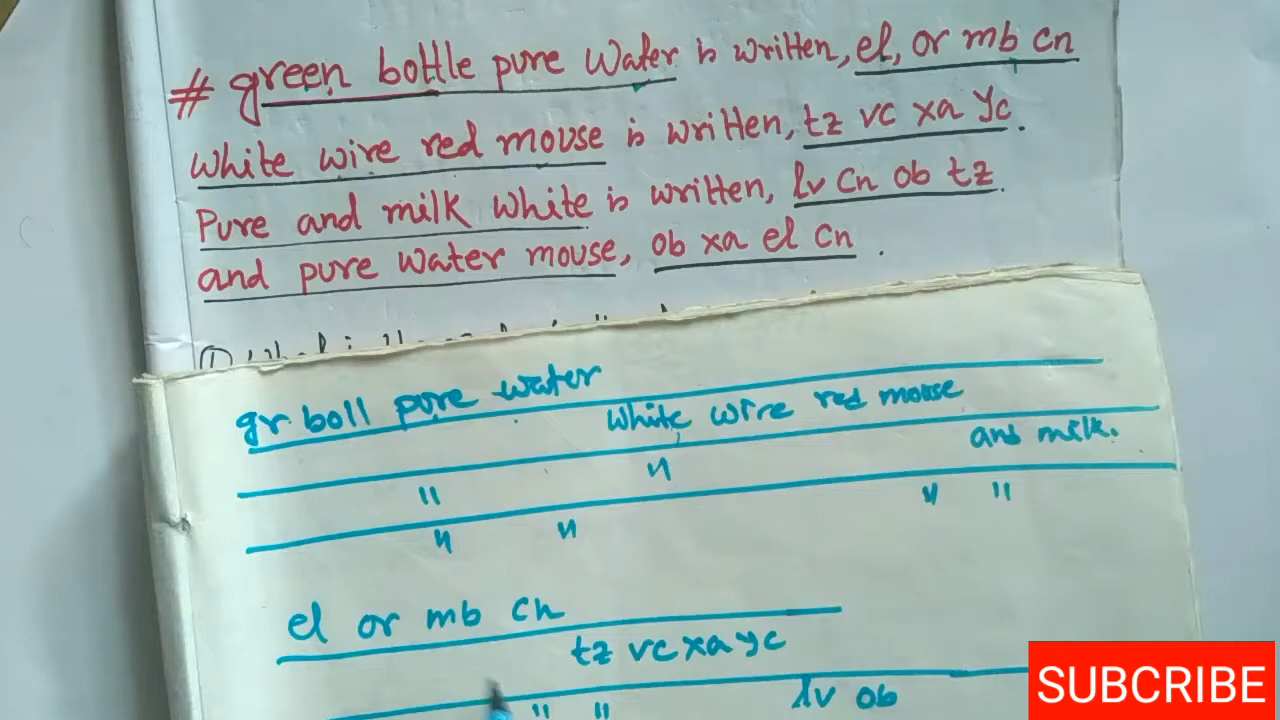 # green bottle pure Water is written, el, or mb cn
White wire red mouse is written, tz vc xa yc.
Pure and milk White is written, lv cn ob tz.
and pure water mouse, ob xa el cn .
gr. boll pure water
White, wire red mouse
and milk.
"
"
" "
" "
el or mb cn
tz vc xa yc
lv ob
" "
SUBSCRIBE